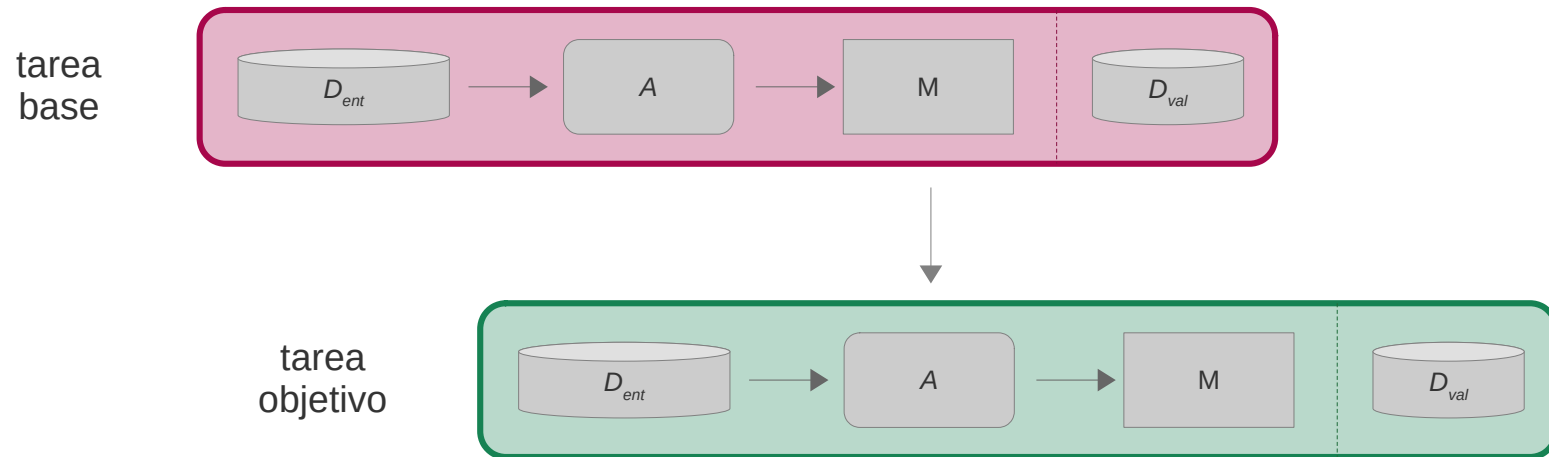 tarea
base
D_ent
A
M
D_val
tarea
objetivo
D_ent
A
M
D_val